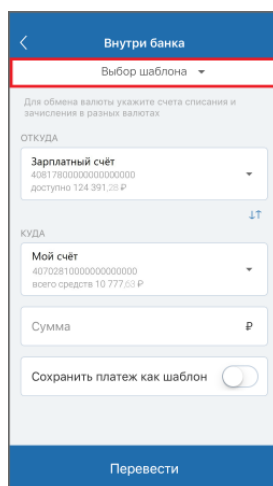 Внутри банка
Выбор шаблона
Для обмена валюты укажите счета списания и
зачисления в разных валютах
ОТКУДА
Зарплатный счёт
40817800000000000000
доступно 124 391,28 ₽
КУДА
Мой счёт
40702810000000000000
всего средств 10 777,63 ₽
Сумма ₽
Сохранить платеж как шаблон
Перевести